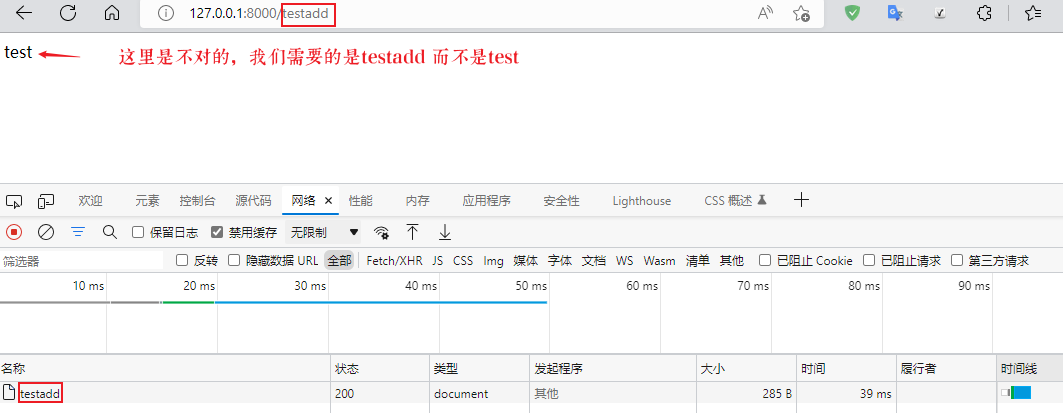 127.0.0.1:8000/testadd
test
这里是不对的，我们需要的是testadd 而不是test
欢迎 元素 控制台 源代码 网络 性能 内存 应用程序 安全性 Lighthouse CSS 概述
保留日志 禁用缓存 无限制
筛选器 反转 隐藏数据 URL 全部 Fetch/XHR JS CSS Img 媒体 字体 文档 WS Wasm 清单 其他 已阻止 Cookie 已阻止请求 第三方请求
10 ms 20 ms 30 ms 40 ms 50 ms 60 ms 70 ms 80 ms 90 ms
名称 状态 类型 发起程序 大小 时间 履行者 时间线
testadd 200 document 其他 285 B 39 ms